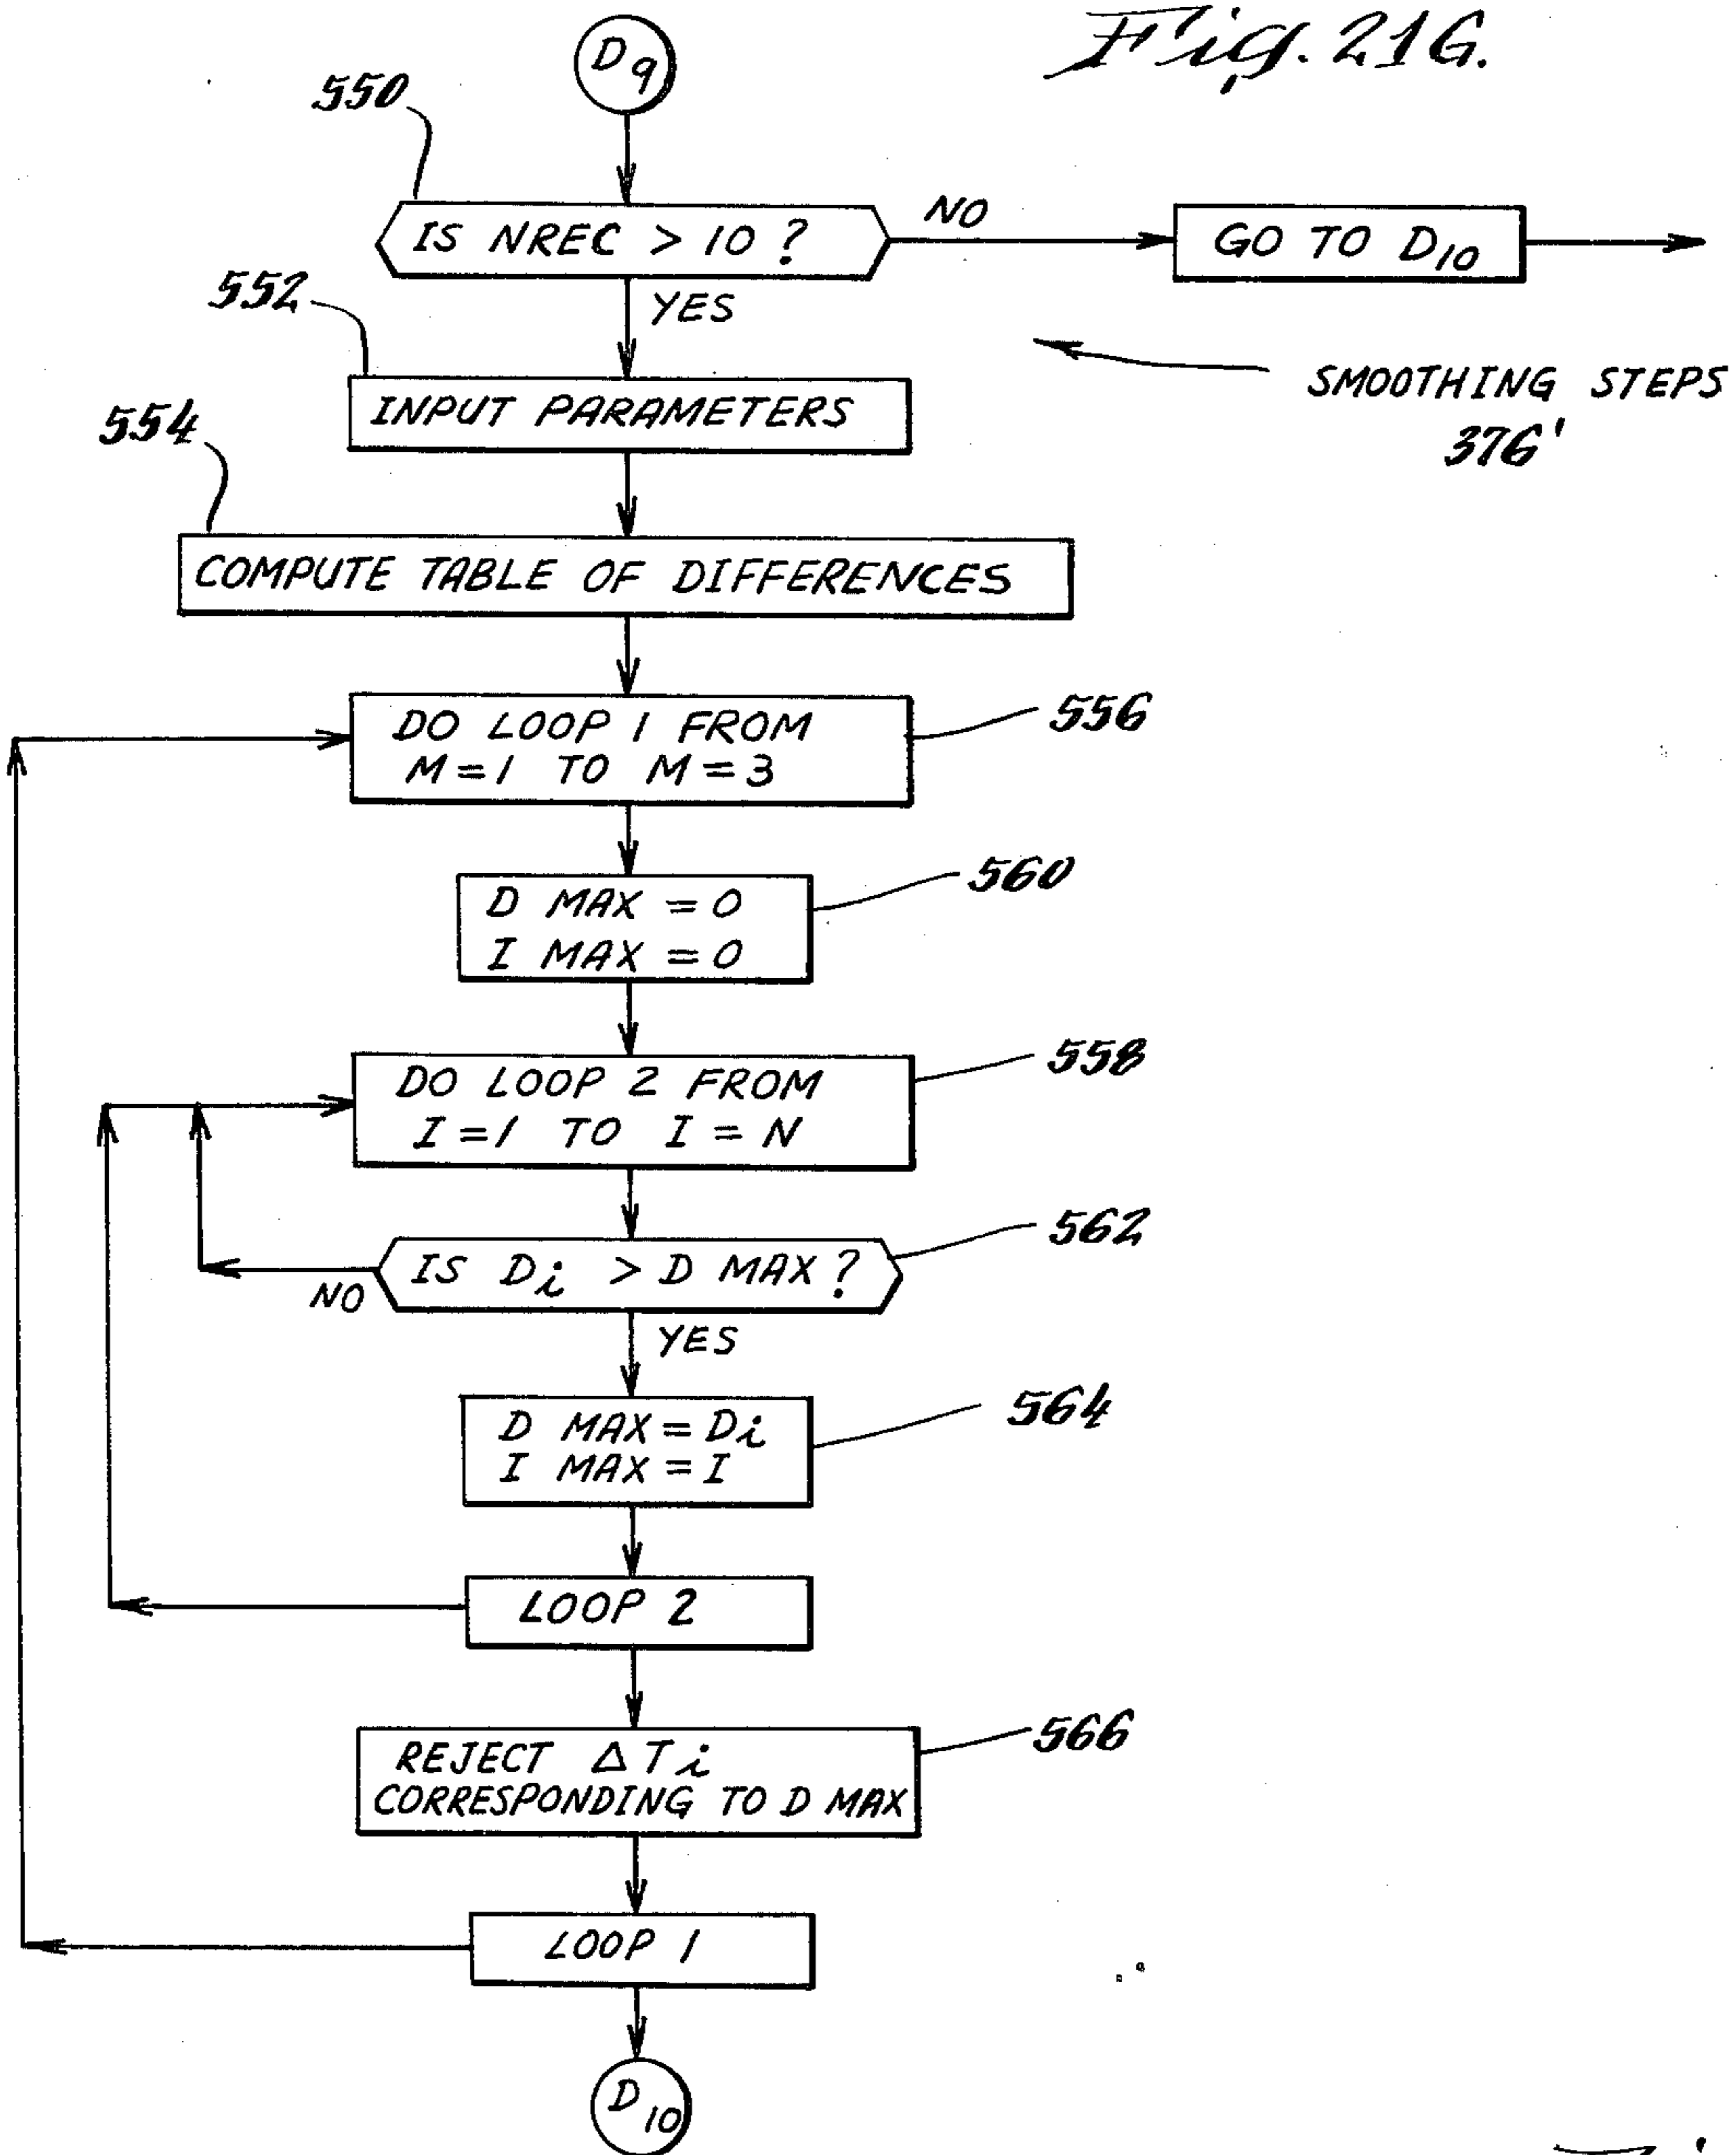 Fig. 21G.
D9
550
IS NREC > 10 ?
NO
GO TO D10
552
YES
SMOOTHING STEPS
376'
INPUT PARAMETERS
554
COMPUTE TABLE OF DIFFERENCES
DO LOOP 1 FROM
M=1 TO M=3
556
D MAX = 0
I MAX = 0
560
DO LOOP 2 FROM
I=1 TO I=N
558
IS Di > D MAX ?
562
NO
YES
D MAX = Di
I MAX = I
564
LOOP 2
REJECT ΔTi
CORRESPONDING TO D MAX
566
LOOP 1
D10